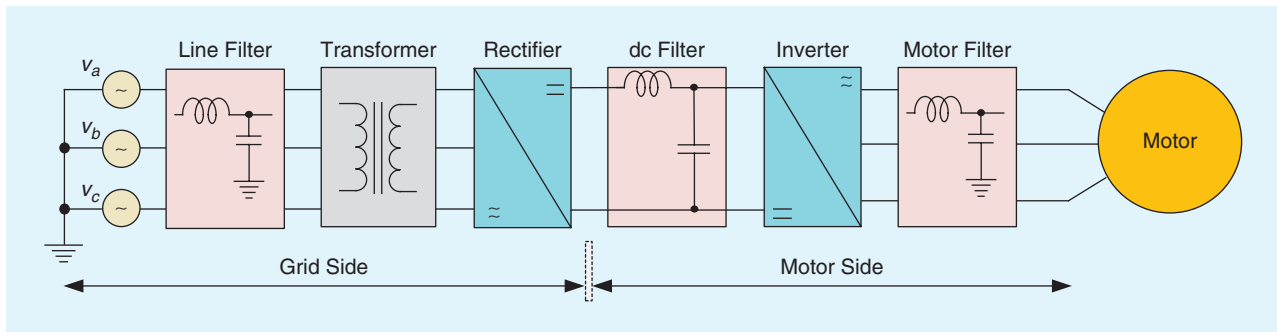 Line Filter
Transformer
Rectifier
dc Filter
Inverter
Motor Filter
va
vb
vc
Motor
Grid Side
Motor Side